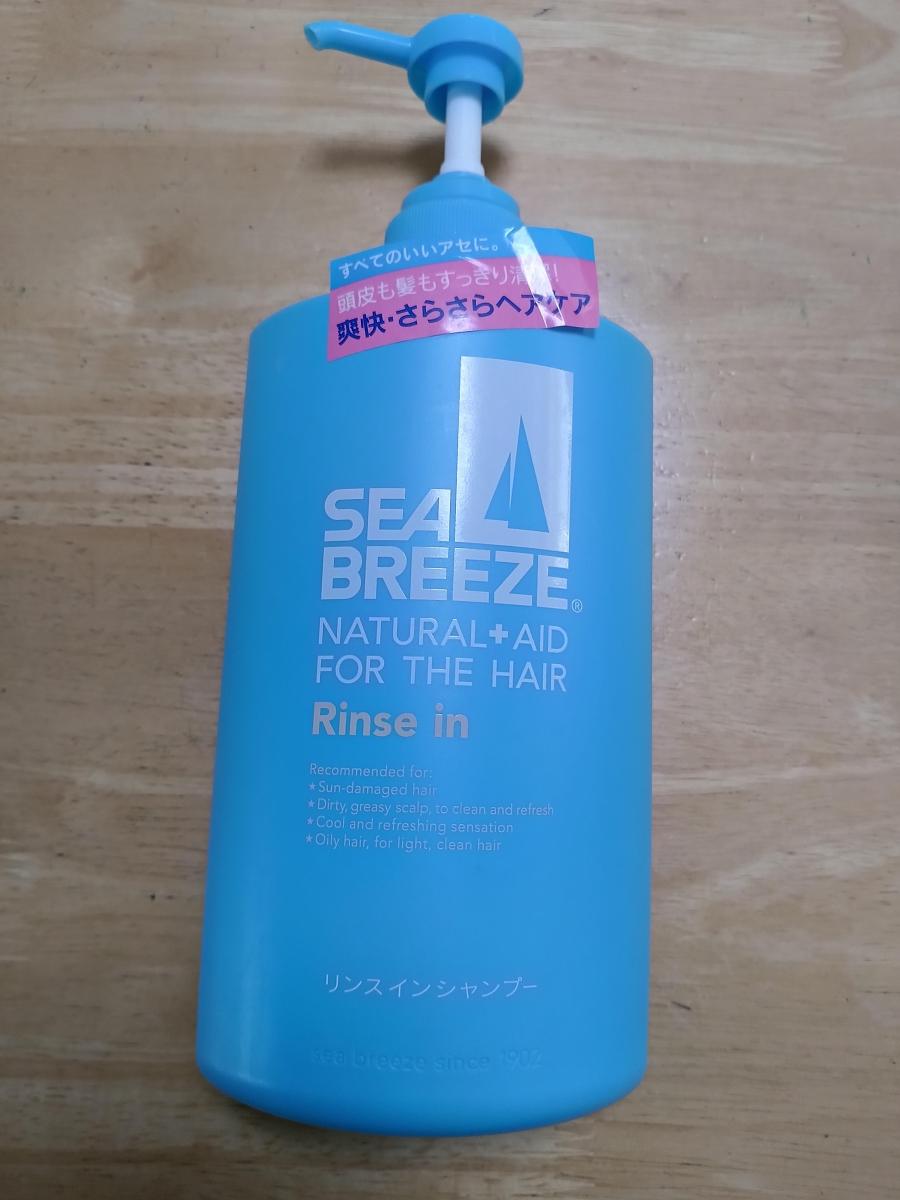 すべてのいいアセに。
頭皮も髪もすっきり清潔!
爽快・さらさらヘアケア
SEA
BREEZE®
NATURAL+AID
FOR THE HAIR
Rinse in
Recommended for:
★Sun-damaged hair
★Dirty, greasy scalp, to clean and refresh
★Cool and refreshing sensation
★Oily hair, for light, clean hair
リンスインシャンプー
sea breeze since 1902